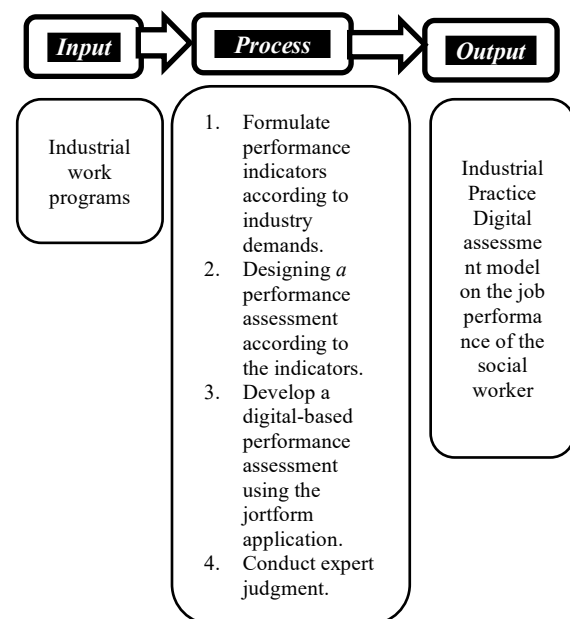 Input
Process
Output
Industrial
work
programs
1. Formulate
performance
indicators
according to
industry
demands.
2. Designing a
performance
assessment
according to
the indicators.
3. Develop a
digital-based
performance
assessment
using the
jortform
application.
4. Conduct expert
judgment.
Industrial
Practice
Digital
assessme
nt model
on the job
performa
nce of the
social
worker